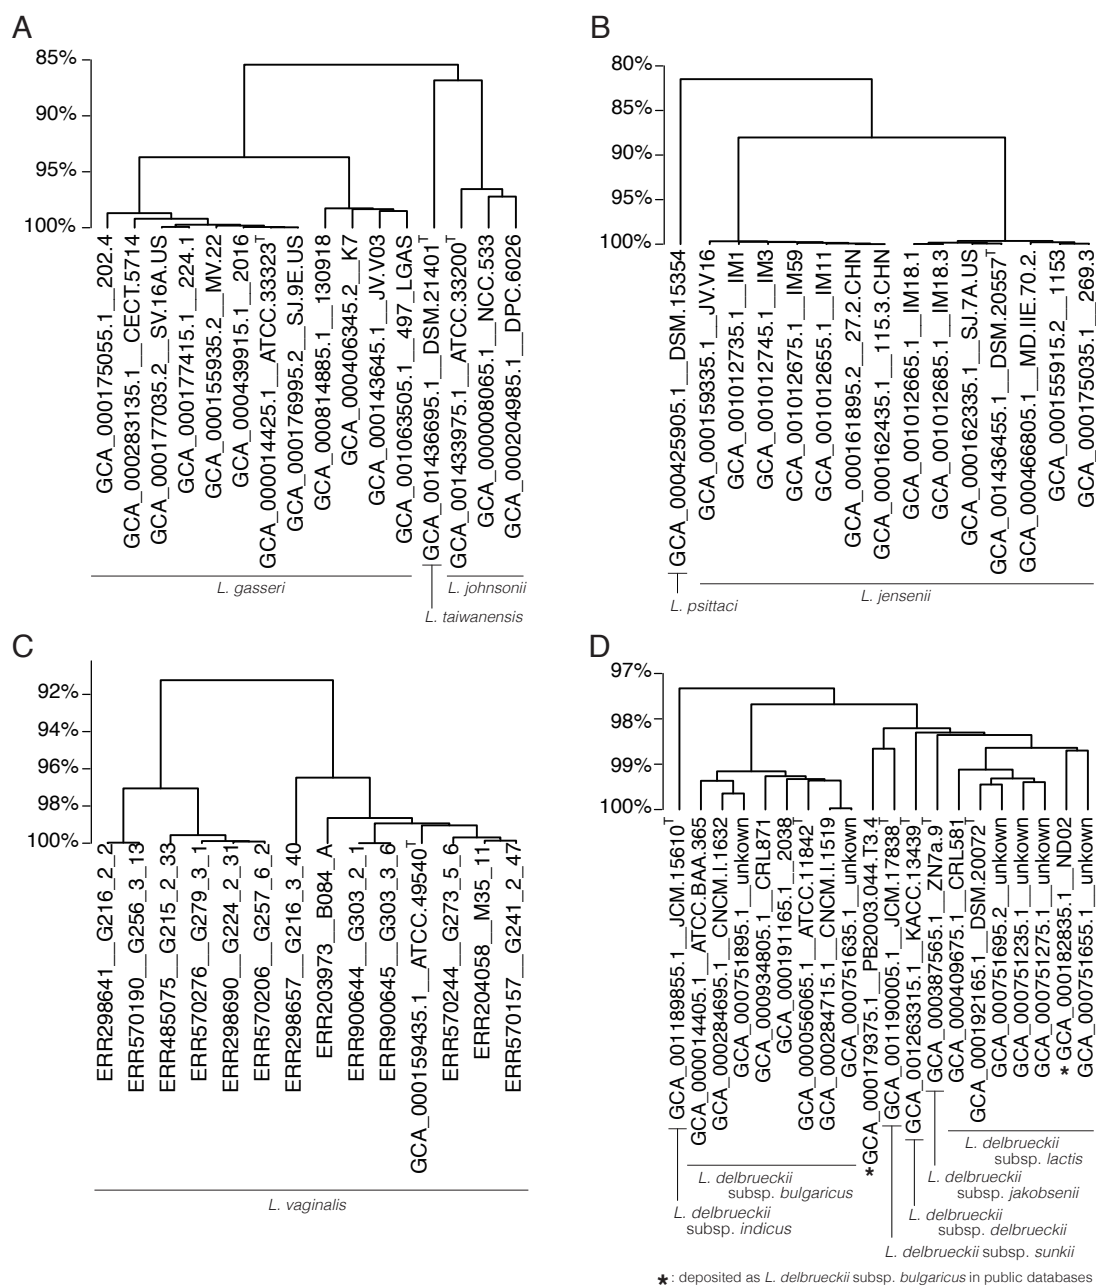 A
85%
90%
95%
100%
GCA_000175055.1__202.4
GCA_000283135.1__CECT.5714
GCA_000177035.2__SV.16A.US
GCA_000177415.1__224.1
GCA_000155935.2__MV.22
GCA_000439915.1__2016
GCA_000014425.1__ATCC.33323T
GCA_000176995.2__SJ.9E.US
GCA_000814885.1__130918
GCA_000406345.2__K7
GCA_000143645.1__JV.V03
GCA_001063505.1__497_LGAS
GCA_001436695.1__DSM.21401T
GCA_001433975.1__ATCC.33200T
GCA_000008065.1__NCC.533
GCA_000204985.1__DPC.6026
L. gasseri
L. johnsonii
L. taiwanensis
B
80%
85%
90%
95%
100%
GCA_000425905.1__DSM.15354
GCA_000159335.1__JV.V16
GCA_001012735.1__IM1
GCA_001012745.1__IM3
GCA_001012675.1__IM59
GCA_001012655.1__IM11
GCA_000161895.2__27.2.CHN
GCA_000162435.1__115.3.CHN
GCA_001012665.1__IM18.1
GCA_001012685.1__IM18.3
GCA_000162335.1__SJ.7A.US
GCA_001436455.1__DSM.20557T
GCA_000466805.1__MD.IIE.70.2.
GCA_000155915.2__1153
GCA_000175035.1__269.3
L. psittaci
L. jensenii
C
92%
94%
96%
98%
100%
ERR298641__G216_2_2
ERR570190__G256_3_13
ERR485075__G215_2_33
ERR570276__G279_3_1
ERR298690__G224_2_31
ERR570206__G257_6_2
ERR298657__G216_3_40
ERR203973__B084_A
ERR900644__G303_2_1
ERR900645__G303_3_6
GCA_000159435.1__ATCC.49540T
ERR570244__G273_5_6
ERR204058__M35_11
ERR570157__G241_2_47
L. vaginalis
D
97%
98%
99%
100%
GCA_001189855.1__JCM.15610T
GCA_000014405.1__ATCC.BAA.365
GCA_000284695.1__CNCM.I.1632
GCA_000751895.1__unkown
GCA_000934805.1__CRL871
GCA_000191165.1__2038
GCA_000056065.1__ATCC.11842T
GCA_000284715.1__CNCM.I.1519
GCA_000751635.1__unkown
*GCA_000179375.1__PB2003.044.T3.4
GCA_001190005.1__JCM.17838T
GCA_001263315.1__KACC.13439T
GCA_000387565.1__ZN7a.9T
GCA_000409675.1__CRL581
GCA_000192165.1__DSM.20072T
GCA_000751695.2__unkown
GCA_000751235.1__unkown
GCA_000751275.1__unkown
* GCA_000182835.1__ND02
GCA_000751655.1__unkown
L. delbrueckii
subsp. lactis
L. delbrueckii
subsp. bulgaricus
L. delbrueckii
subsp. jakobsenii
L. delbrueckii
subsp. indicus
L. delbrueckii
subsp. delbrueckii
L. delbrueckii subsp. sunkii
* : deposited as L. delbrueckii subsp. bulgaricus in public databases